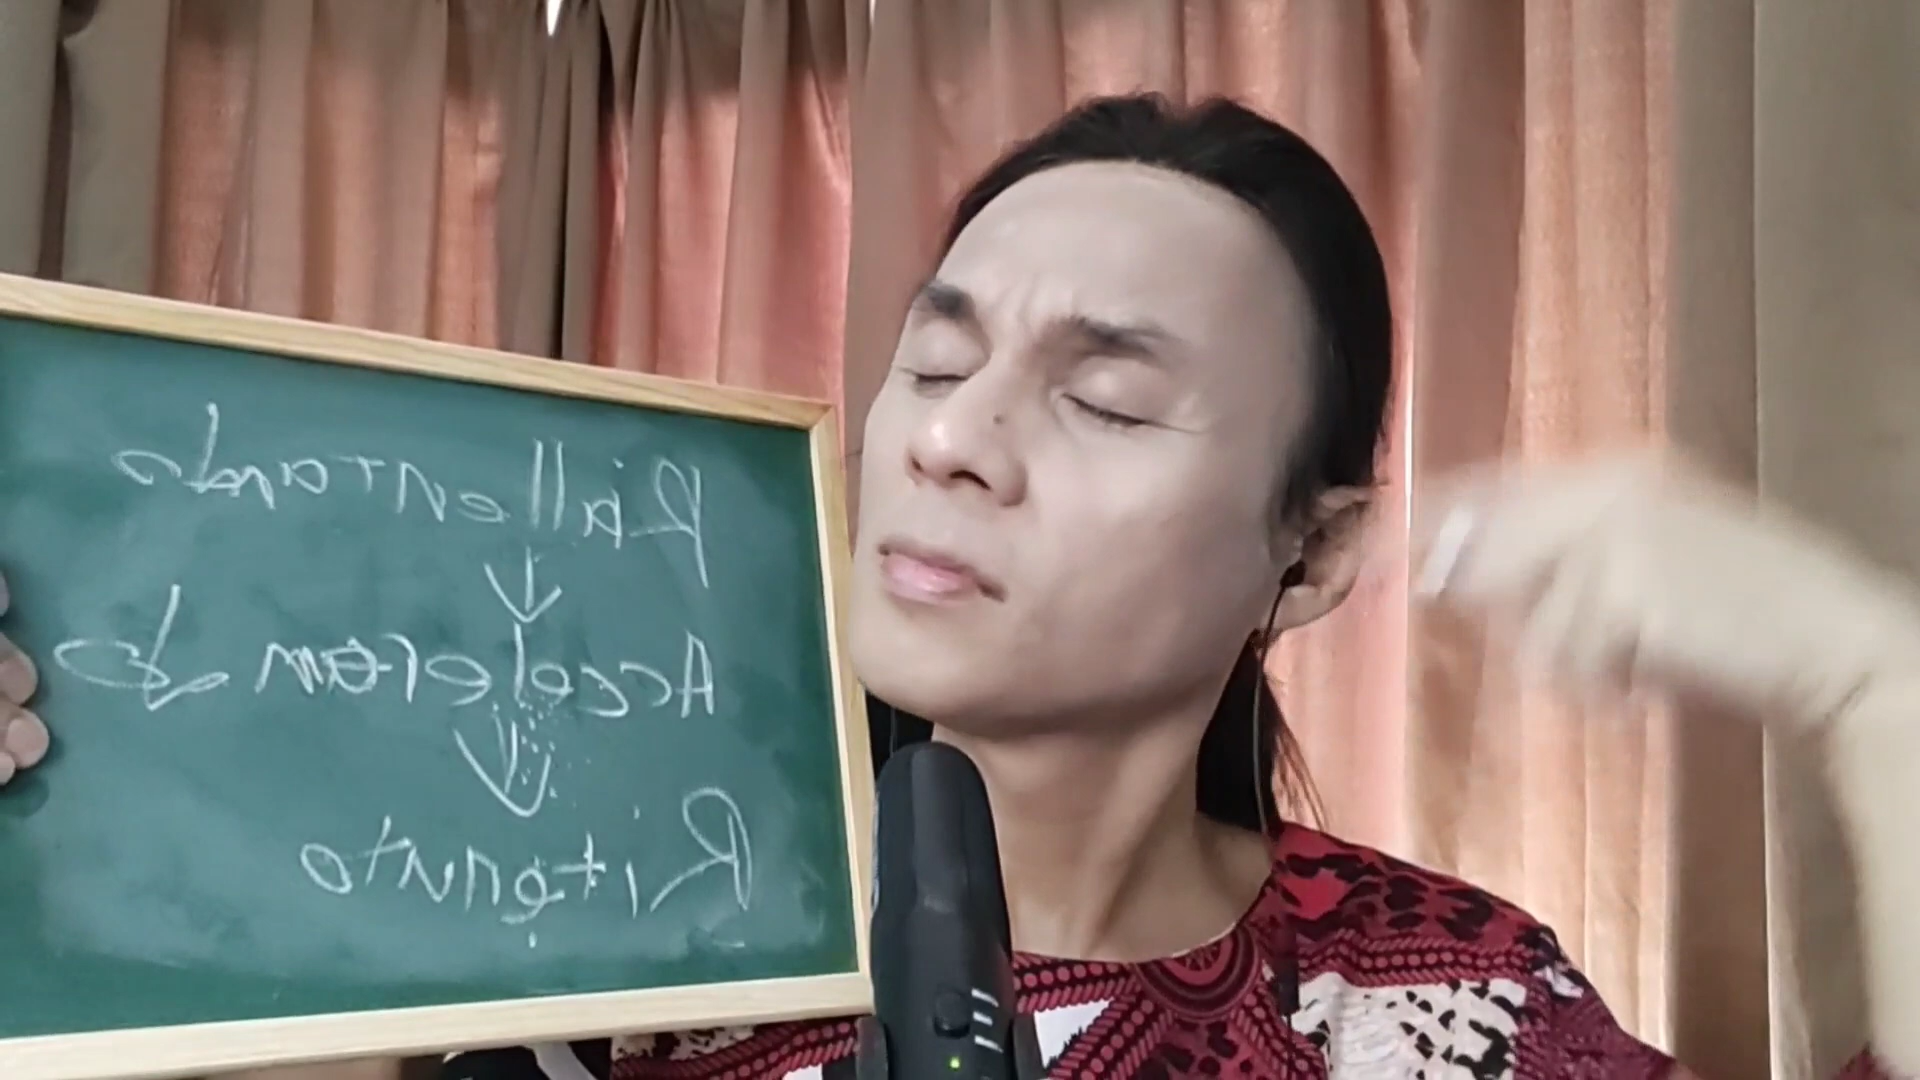 Rallentando
↓
Accelerando
↓
Ritenuto